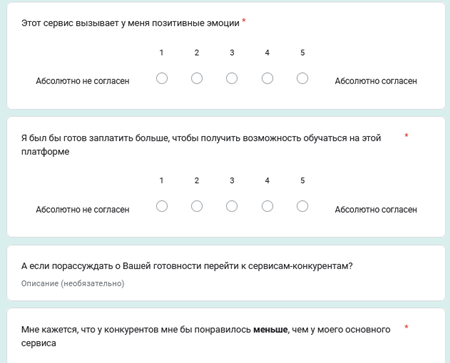 Этот сервис вызывает у меня позитивные эмоции *
1 2 3 4 5
Абсолютно не согласен Абсолютно согласен
Я был бы готов заплатить больше, чтобы получить возможность обучаться на этой *
платформе
1 2 3 4 5
Абсолютно не согласен Абсолютно согласен
А если порассуждать о Вашей готовности перейти к сервисам-конкурентам?
Описание (необязательно)
Мне кажется, что у конкурентов мне бы понравилось меньше, чем у моего основного *
сервиса